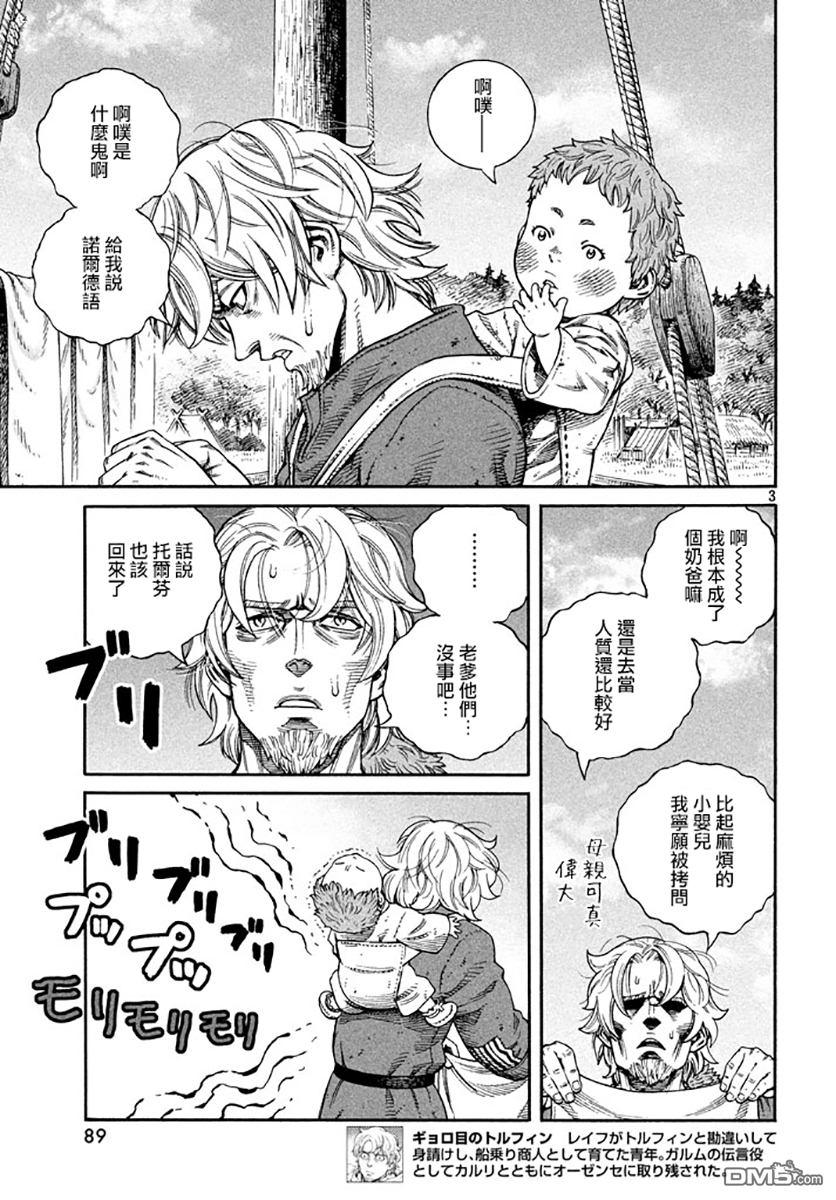 啊噗
——
啊噗是
什麼鬼啊
給我說
諾爾德語
3
啊~~~~
我根本成了
個奶爸嘛
還是去當
人質還比較好
比起麻煩的
小嬰兒
我寧願被拷問
母親可真
偉大
………
老爹他們
沒事吧…
話說
托爾芬
也該
回來了
ブリ
ブリ
ブリ
プッ
プッ
モリモリモリ
89
ギョロ目のトルフィン レイフがトルフィンと勘違いして
身請けし、船乗り商人として育てた青年。ガルムの伝言役
としてカルリとともにオーゼンセに取り残された。
DM5.com